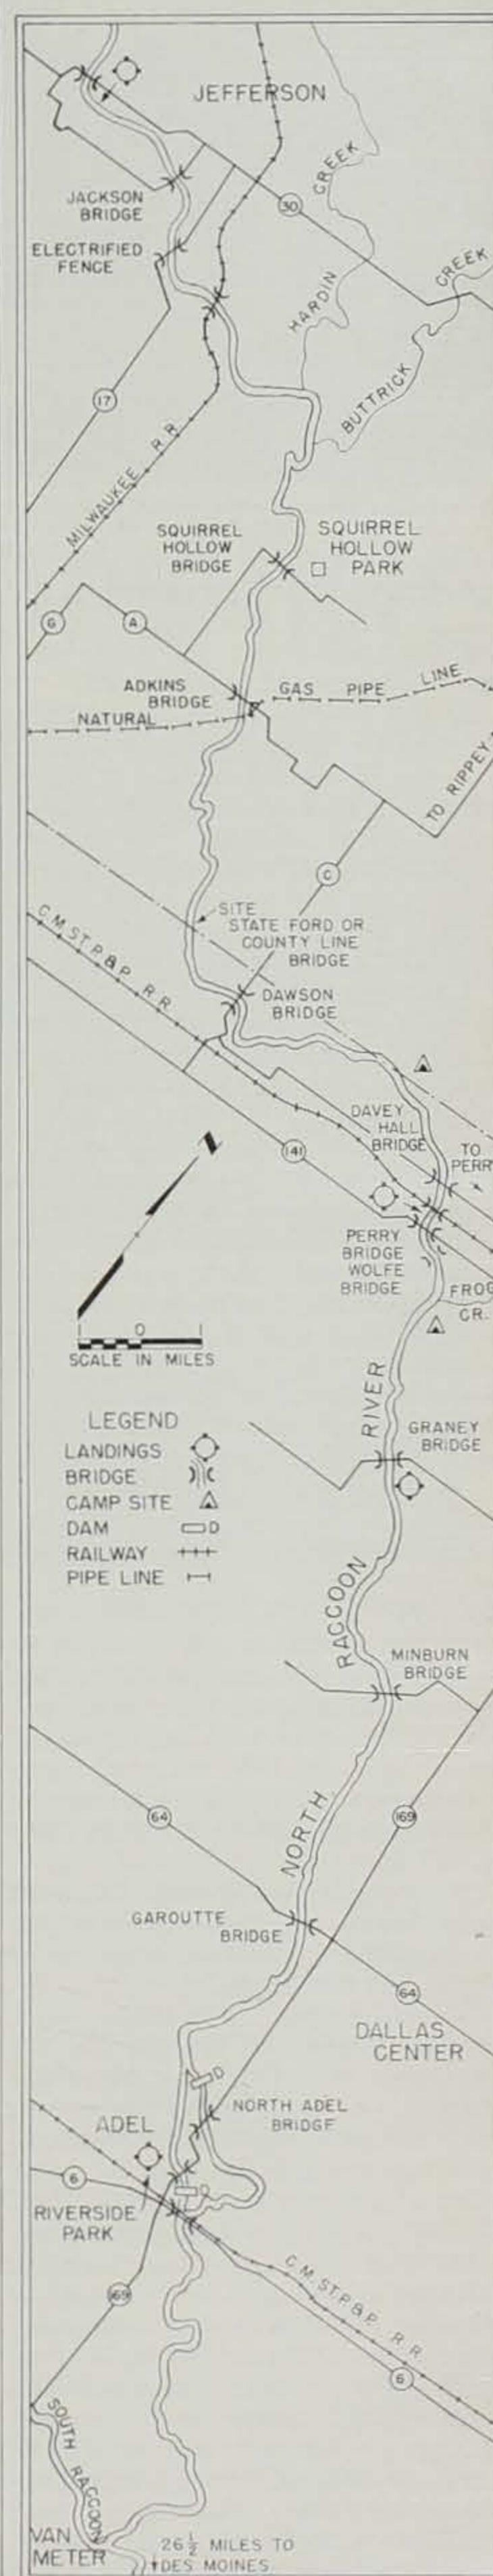 JEFFERSON
JACKSON
BRIDGE
ELECTRIFIED
FENCE
30
HARDIN
CREEK
BUTTRICK
CREEK
17
MILWAUKEE R.R.
SQUIRREL
HOLLOW
BRIDGE
SQUIRREL
HOLLOW
PARK
G
A
ADKINS
BRIDGE
NATURAL
GAS PIPE LINE
TO RIPPEY
C
SITE
STATE FORD OR
COUNTY LINE
BRIDGE
C.M.ST.P.&P. R.R.
DAWSON
BRIDGE
DAVEY
HALL
BRIDGE
TO
PERRY
141
PERRY
BRIDGE
WOLFE
BRIDGE
FROG
CR.
0
SCALE IN MILES
LEGEND
LANDINGS
BRIDGE
CAMP SITE
DAM D
RAILWAY
PIPE LINE
GRANEY
BRIDGE
NORTH RACCOON RIVER
MINBURN
BRIDGE
64
169
GAROUTTE
BRIDGE
64
DALLAS
CENTER
D
NORTH ADEL
BRIDGE
ADEL
6
D
RIVERSIDE
PARK
169
C.M.ST.P.&P. R.R.
6
SOUTH RACCOON
VAN
METER
26½ MILES TO
DES MOINES